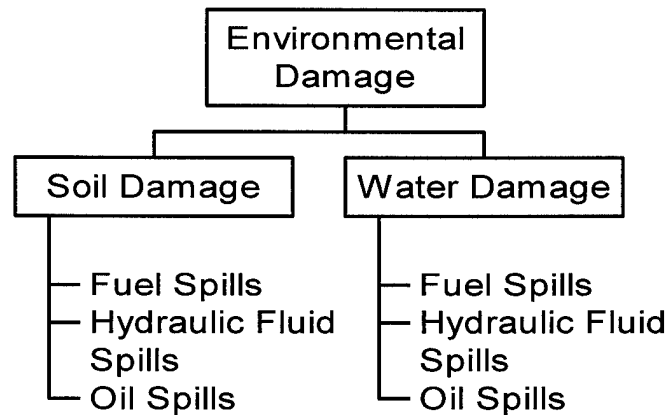 Environmental
Damage
Soil Damage
Water Damage
Fuel Spills
Hydraulic Fluid
Spills
Oil Spills
Fuel Spills
Hydraulic Fluid
Spills
Oil Spills